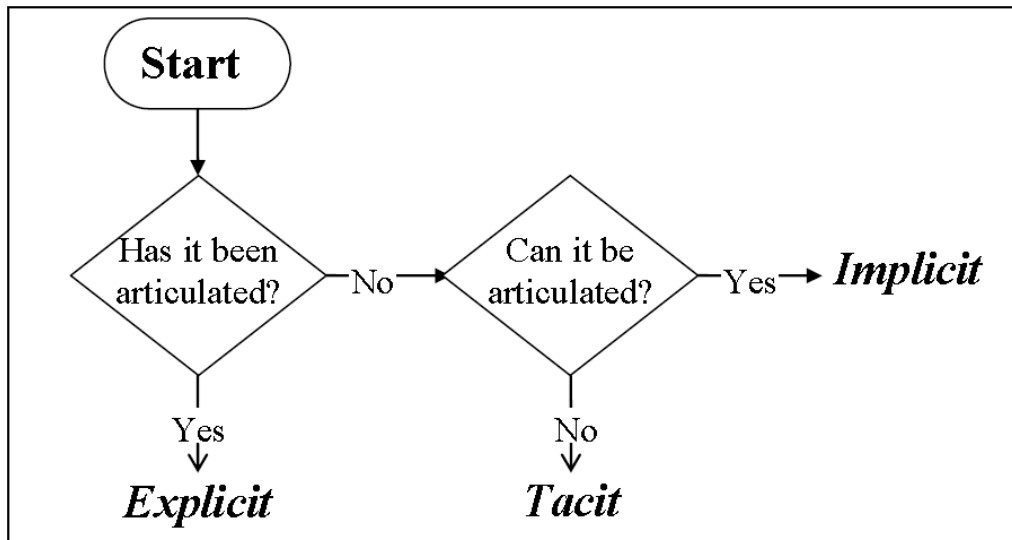 Start
Has it been
articulated?
No
Can it be
articulated?
Yes
Implicit
Yes
Explicit
No
Tacit